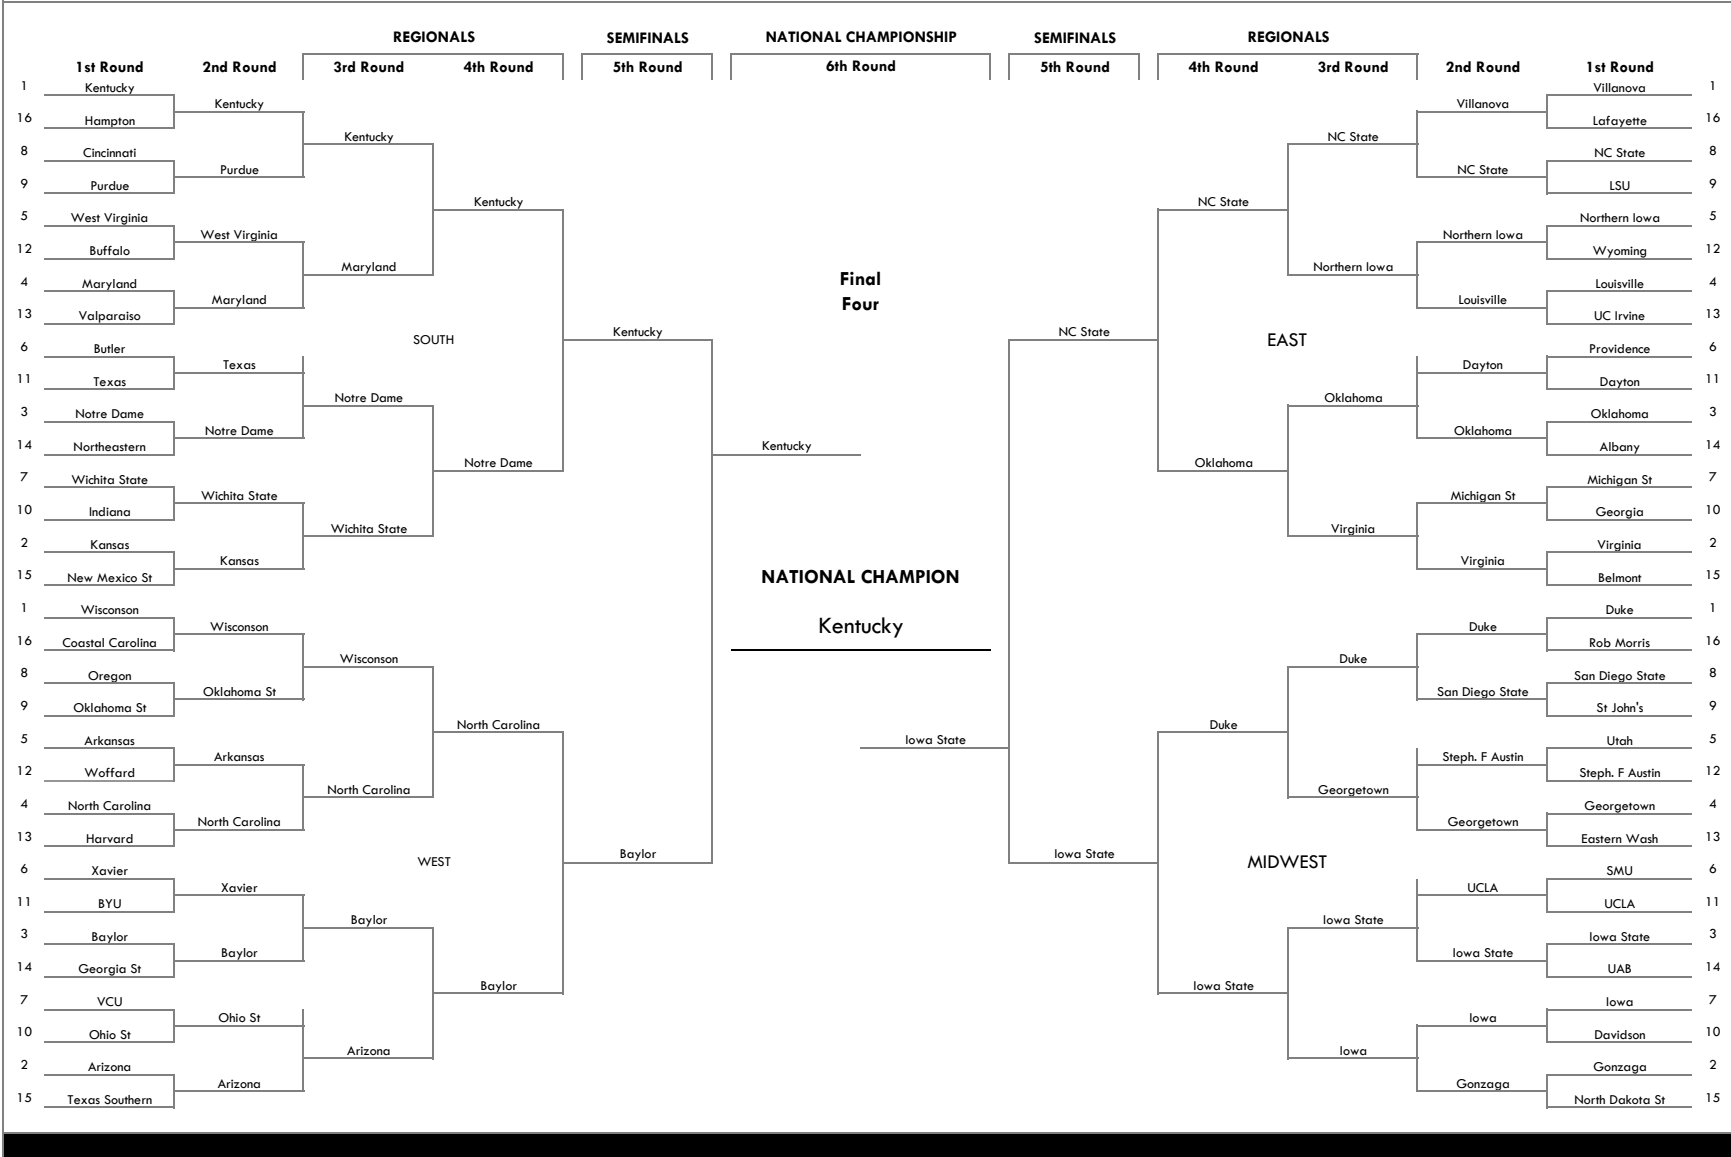 REGIONALS SEMIFINALS NATIONAL CHAMPIONSHIP SEMIFINALS REGIONALS
1st Round 2nd Round 3rd Round 4th Round 5th Round 6th Round 5th Round 4th Round 3rd Round 2nd Round 1st Round
1 Kentucky Villanova 1
Kentucky Villanova
16 Hampton Lafayette 16
Kentucky NC State
8 Cincinnati NC State 8
Purdue NC State
9 Purdue LSU 9
Kentucky NC State
5 West Virginia Northern Iowa 5
West Virginia Northern Iowa
12 Buffalo Wyoming 12
Maryland Northern Iowa
Final
4 Maryland Louisville 4
Maryland Four Louisville
13 Valparaiso UC Irvine 13
Kentucky NC State
SOUTH EAST
6 Butler Providence 6
Texas Dayton
11 Texas Dayton 11
Notre Dame Oklahoma
3 Notre Dame Oklahoma 3
Notre Dame Oklahoma
14 Northeastern Kentucky Albany 14
Notre Dame Oklahoma
7 Wichita State Michigan St 7
Wichita State Michigan St
10 Indiana Georgia 10
Wichita State Virginia
2 Kansas Virginia 2
Kansas Virginia
15 New Mexico St NATIONAL CHAMPION Belmont 15
1 Wisconson Duke 1
Wisconson Kentucky Duke
16 Coastal Carolina Rob Morris 16
Wisconson Duke
8 Oregon San Diego State 8
Oklahoma St San Diego State
9 Oklahoma St St John's 9
North Carolina Duke
5 Arkansas Iowa State Utah 5
Arkansas Steph. F Austin
12 Woffard Steph. F Austin 12
North Carolina Georgetown
4 North Carolina Georgetown 4
North Carolina Georgetown
13 Harvard Eastern Wash 13
Baylor Iowa State
WEST MIDWEST
6 Xavier SMU 6
Xavier UCLA
11 BYU UCLA 11
Baylor Iowa State
3 Baylor Iowa State 3
Baylor Iowa State
14 Georgia St UAB 14
Baylor Iowa State
7 VCU Iowa 7
Ohio St Iowa
10 Ohio St Davidson 10
Arizona Iowa
2 Arizona Gonzaga 2
Arizona Gonzaga
15 Texas Southern North Dakota St 15